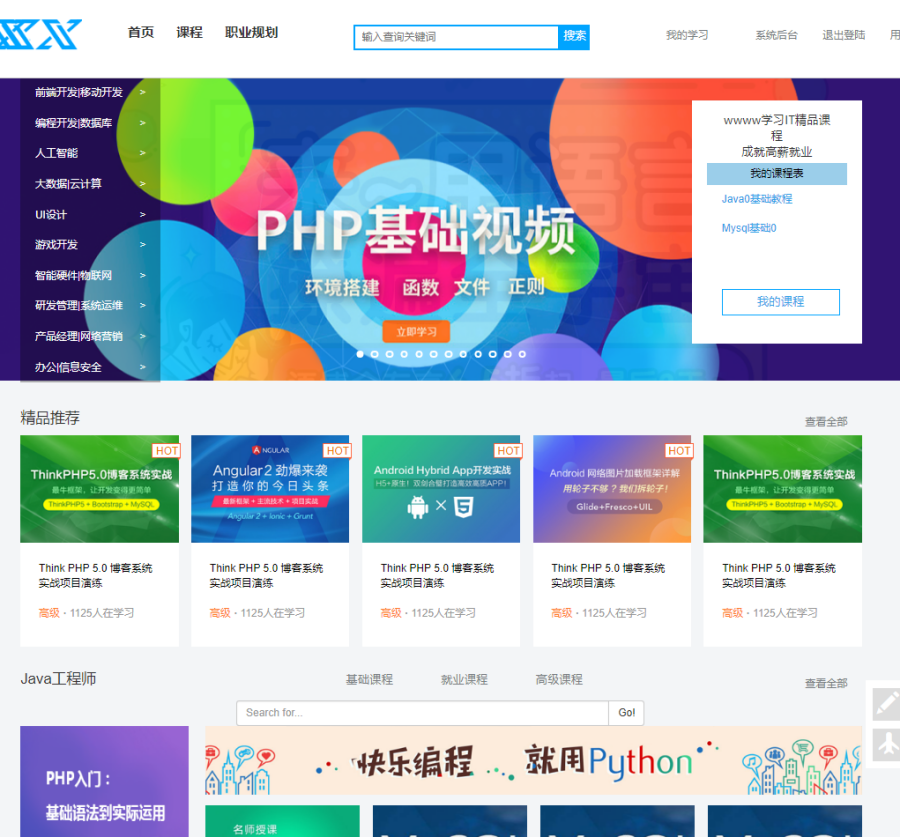 首页 课程 职业规划
输入查询关键词 搜索
我的学习 系统后台 退出登陆 用
前端开发|移动开发 >
编程开发|数据库 >
人工智能 >
大数据|云计算 >
UI设计 >
游戏开发 >
智能硬件|物联网 >
研发管理|系统运维 >
产品经理|网络营销 >
办公|信息安全 >
PHP基础视频
环境搭建 函数 文件 正则
立即学习
wwww学习IT精品课
程
成就高薪就业
我的课程表
Java0基础教程
Mysql基础0
我的课程
精品推荐 查看全部
HOT
ThinkPHP5.0博客系统实战
最牛框架，让开发变得更简单
ThinkPHP5 + Bootstrap + MySQL
Think PHP 5.0 博客系统
实战项目演练
高级 · 1125人在学习
HOT
ANGULAR
Angular2 劲爆来袭
打造你的今日头条
最新框架 + 主流技术 + 项目实战
Angular 2 + Ionic + Grunt
Think PHP 5.0 博客系统
实战项目演练
高级 · 1125人在学习
HOT
Android Hybrid App开发实战
H5+原生！双剑合璧打造高效高质APP！
Think PHP 5.0 博客系统
实战项目演练
高级 · 1125人在学习
HOT
Android 网络图片加载框架详解
用轮子不够？我们拆轮子！
Glide+Fresco+UIL
Think PHP 5.0 博客系统
实战项目演练
高级 · 1125人在学习
ThinkPHP5.0博客系统实战
最牛框架，让开发变得更简单
ThinkPHP5 + Bootstrap + MySQL
Think PHP 5.0 博客系统
实战项目演练
高级 · 1125人在学习
Java工程师 基础课程 就业课程 高级课程 查看全部
Search for... Go!
PHP入门：
基础语法到实际运用
快乐编程 就用Python
名师授课